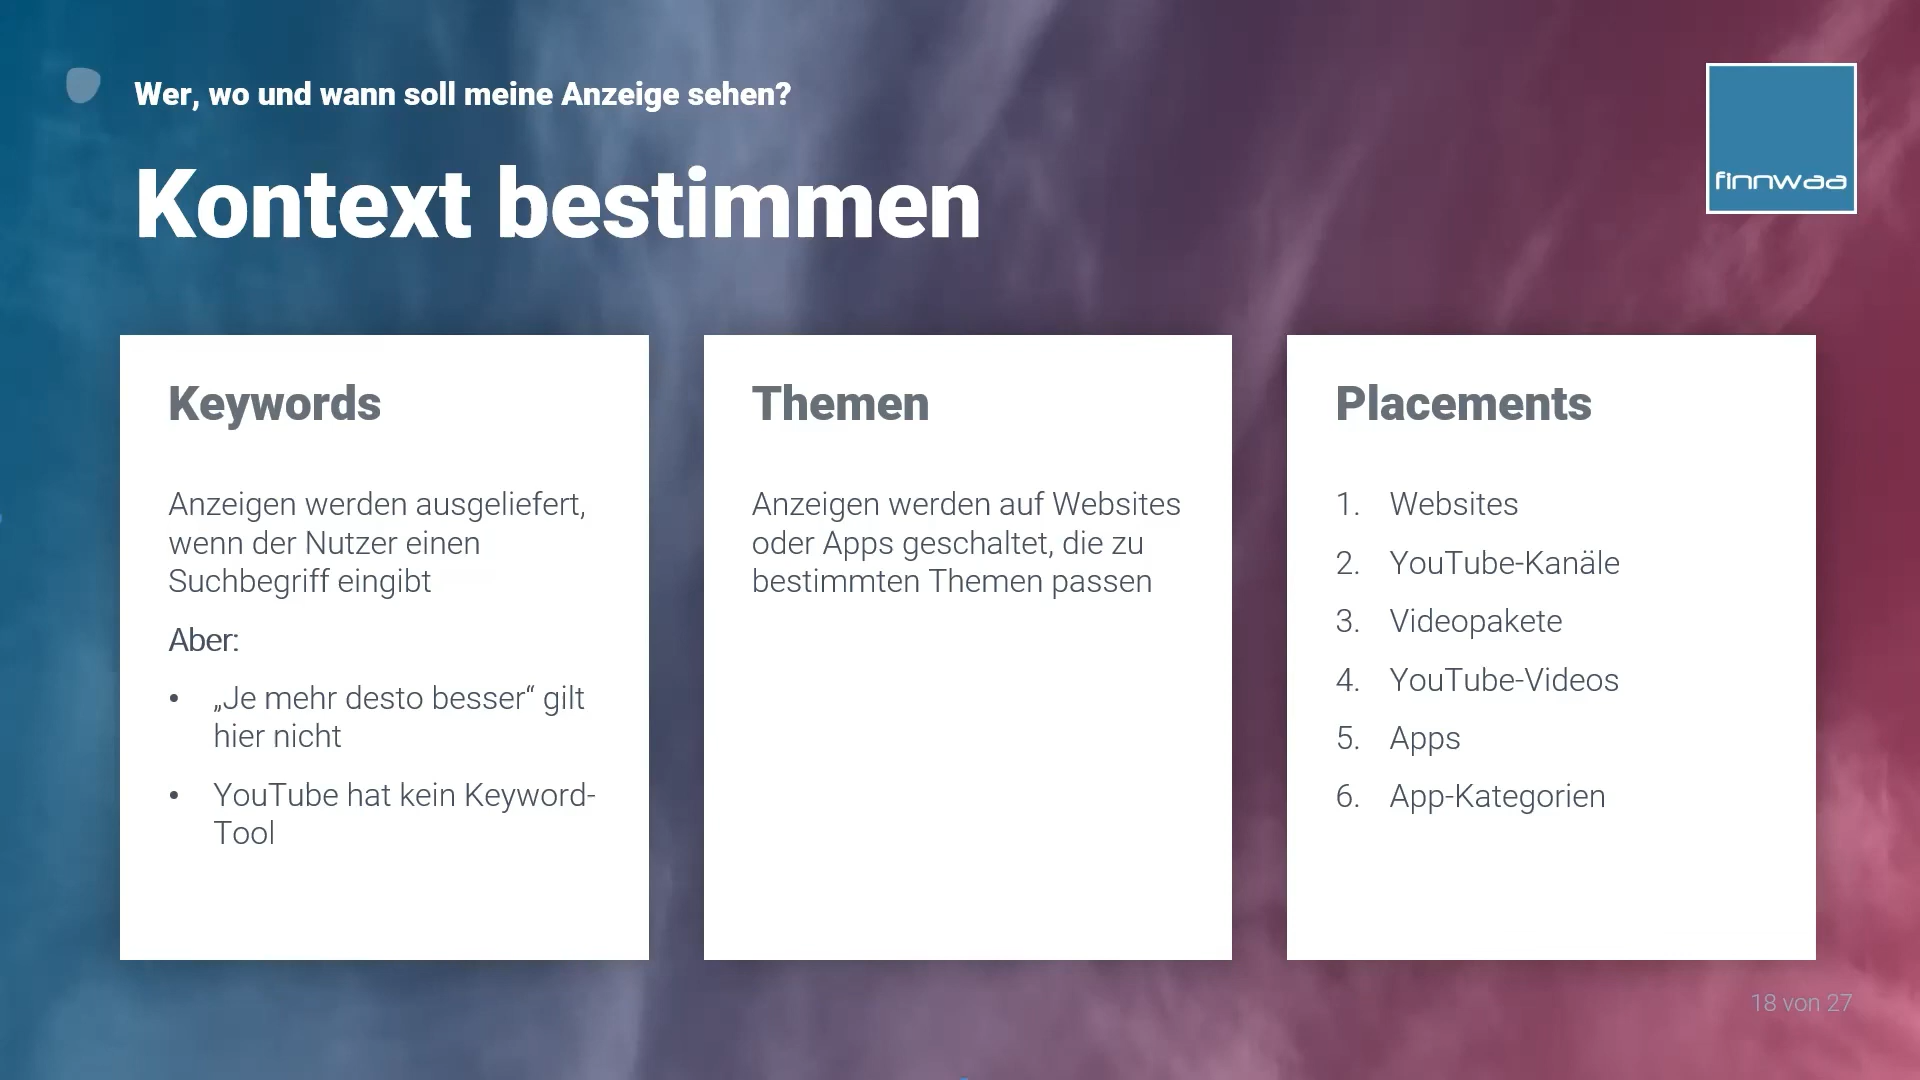 Wer, wo und wann soll meine Anzeige sehen?
Kontext bestimmen
finnwaa
Keywords
Anzeigen werden ausgeliefert,
wenn der Nutzer einen
Suchbegriff eingibt
Aber:
• „Je mehr desto besser“ gilt
hier nicht
• YouTube hat kein Keyword-
Tool
Themen
Anzeigen werden auf Websites
oder Apps geschaltet, die zu
bestimmten Themen passen
Placements
1. Websites
2. YouTube-Kanäle
3. Videopakete
4. YouTube-Videos
5. Apps
6. App-Kategorien
18 von 27